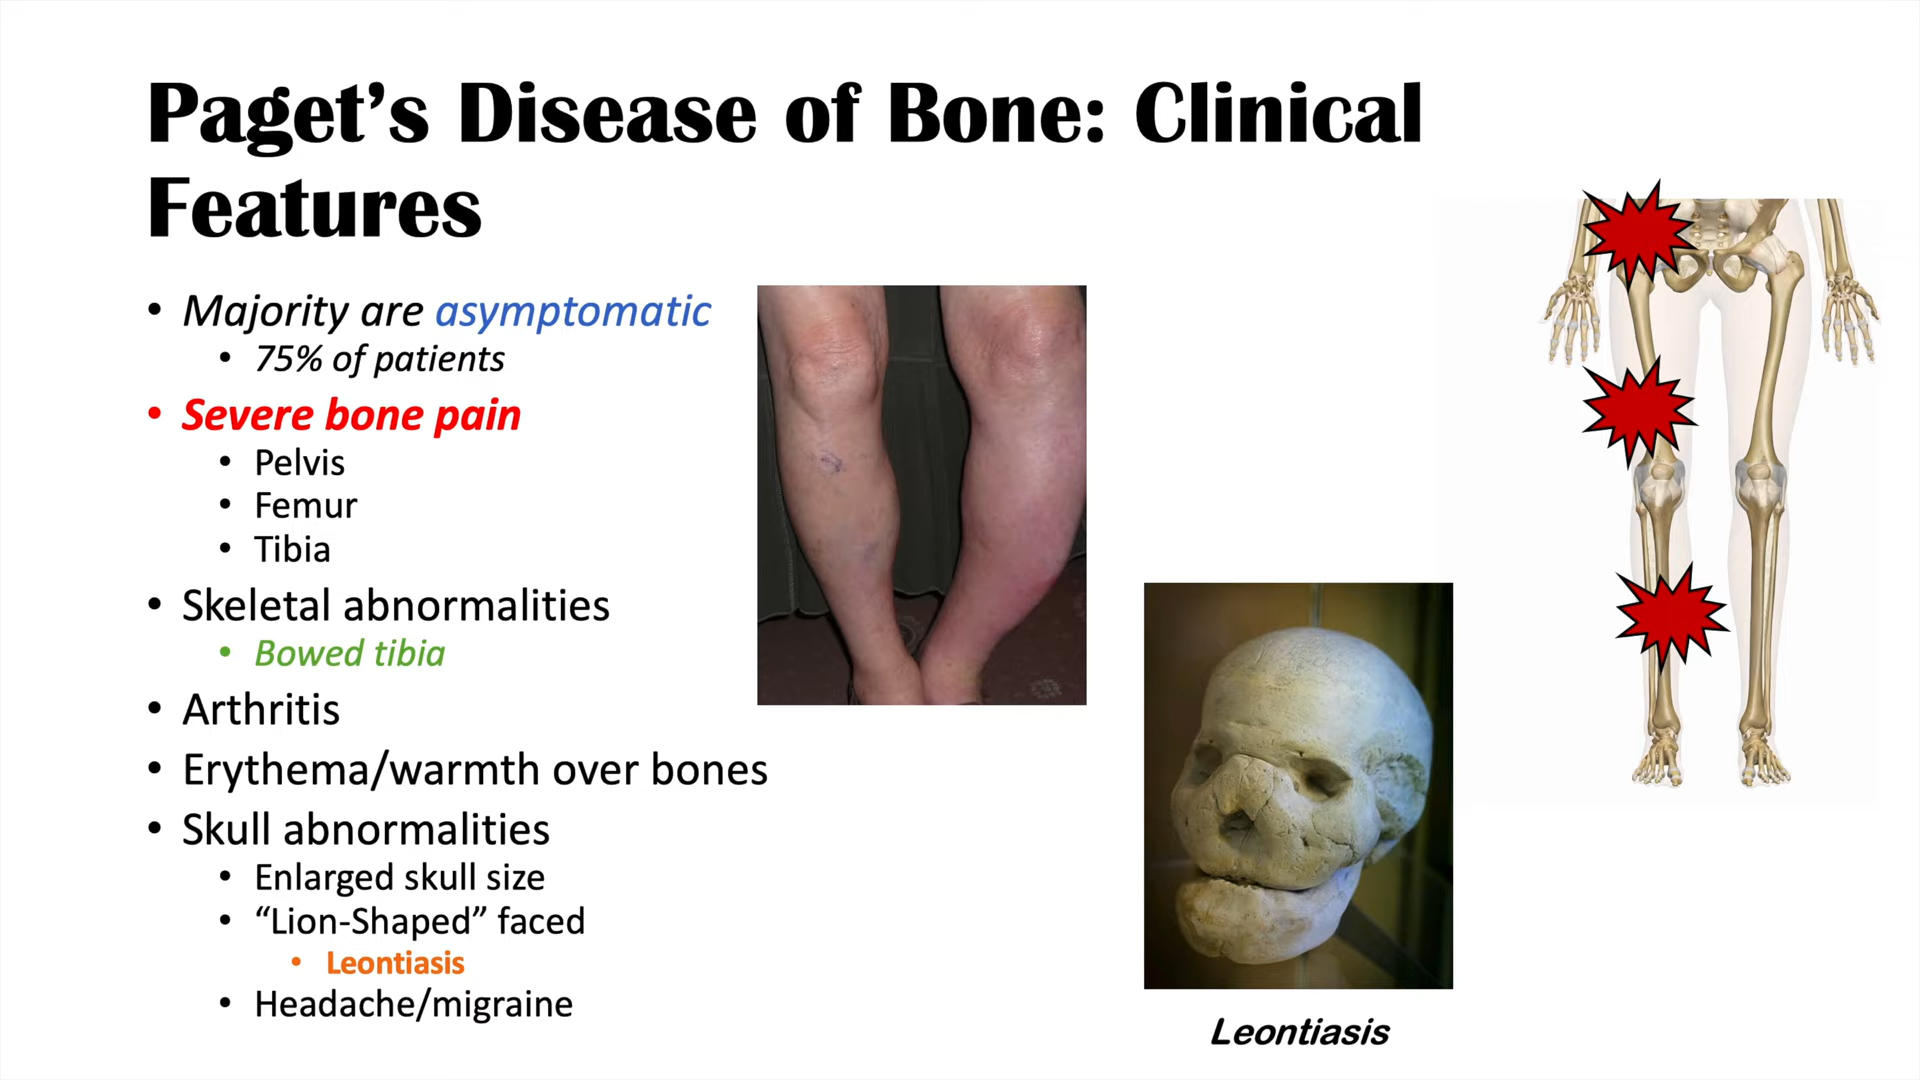 Paget’s Disease of Bone: Clinical
Features
• Majority are asymptomatic
• 75% of patients
• Severe bone pain
• Pelvis
• Femur
• Tibia
• Skeletal abnormalities
• Bowed tibia
• Arthritis
• Erythema/warmth over bones
• Skull abnormalities
• Enlarged skull size
• “Lion-Shaped” faced
• Leontiasis
• Headache/migraine
Leontiasis